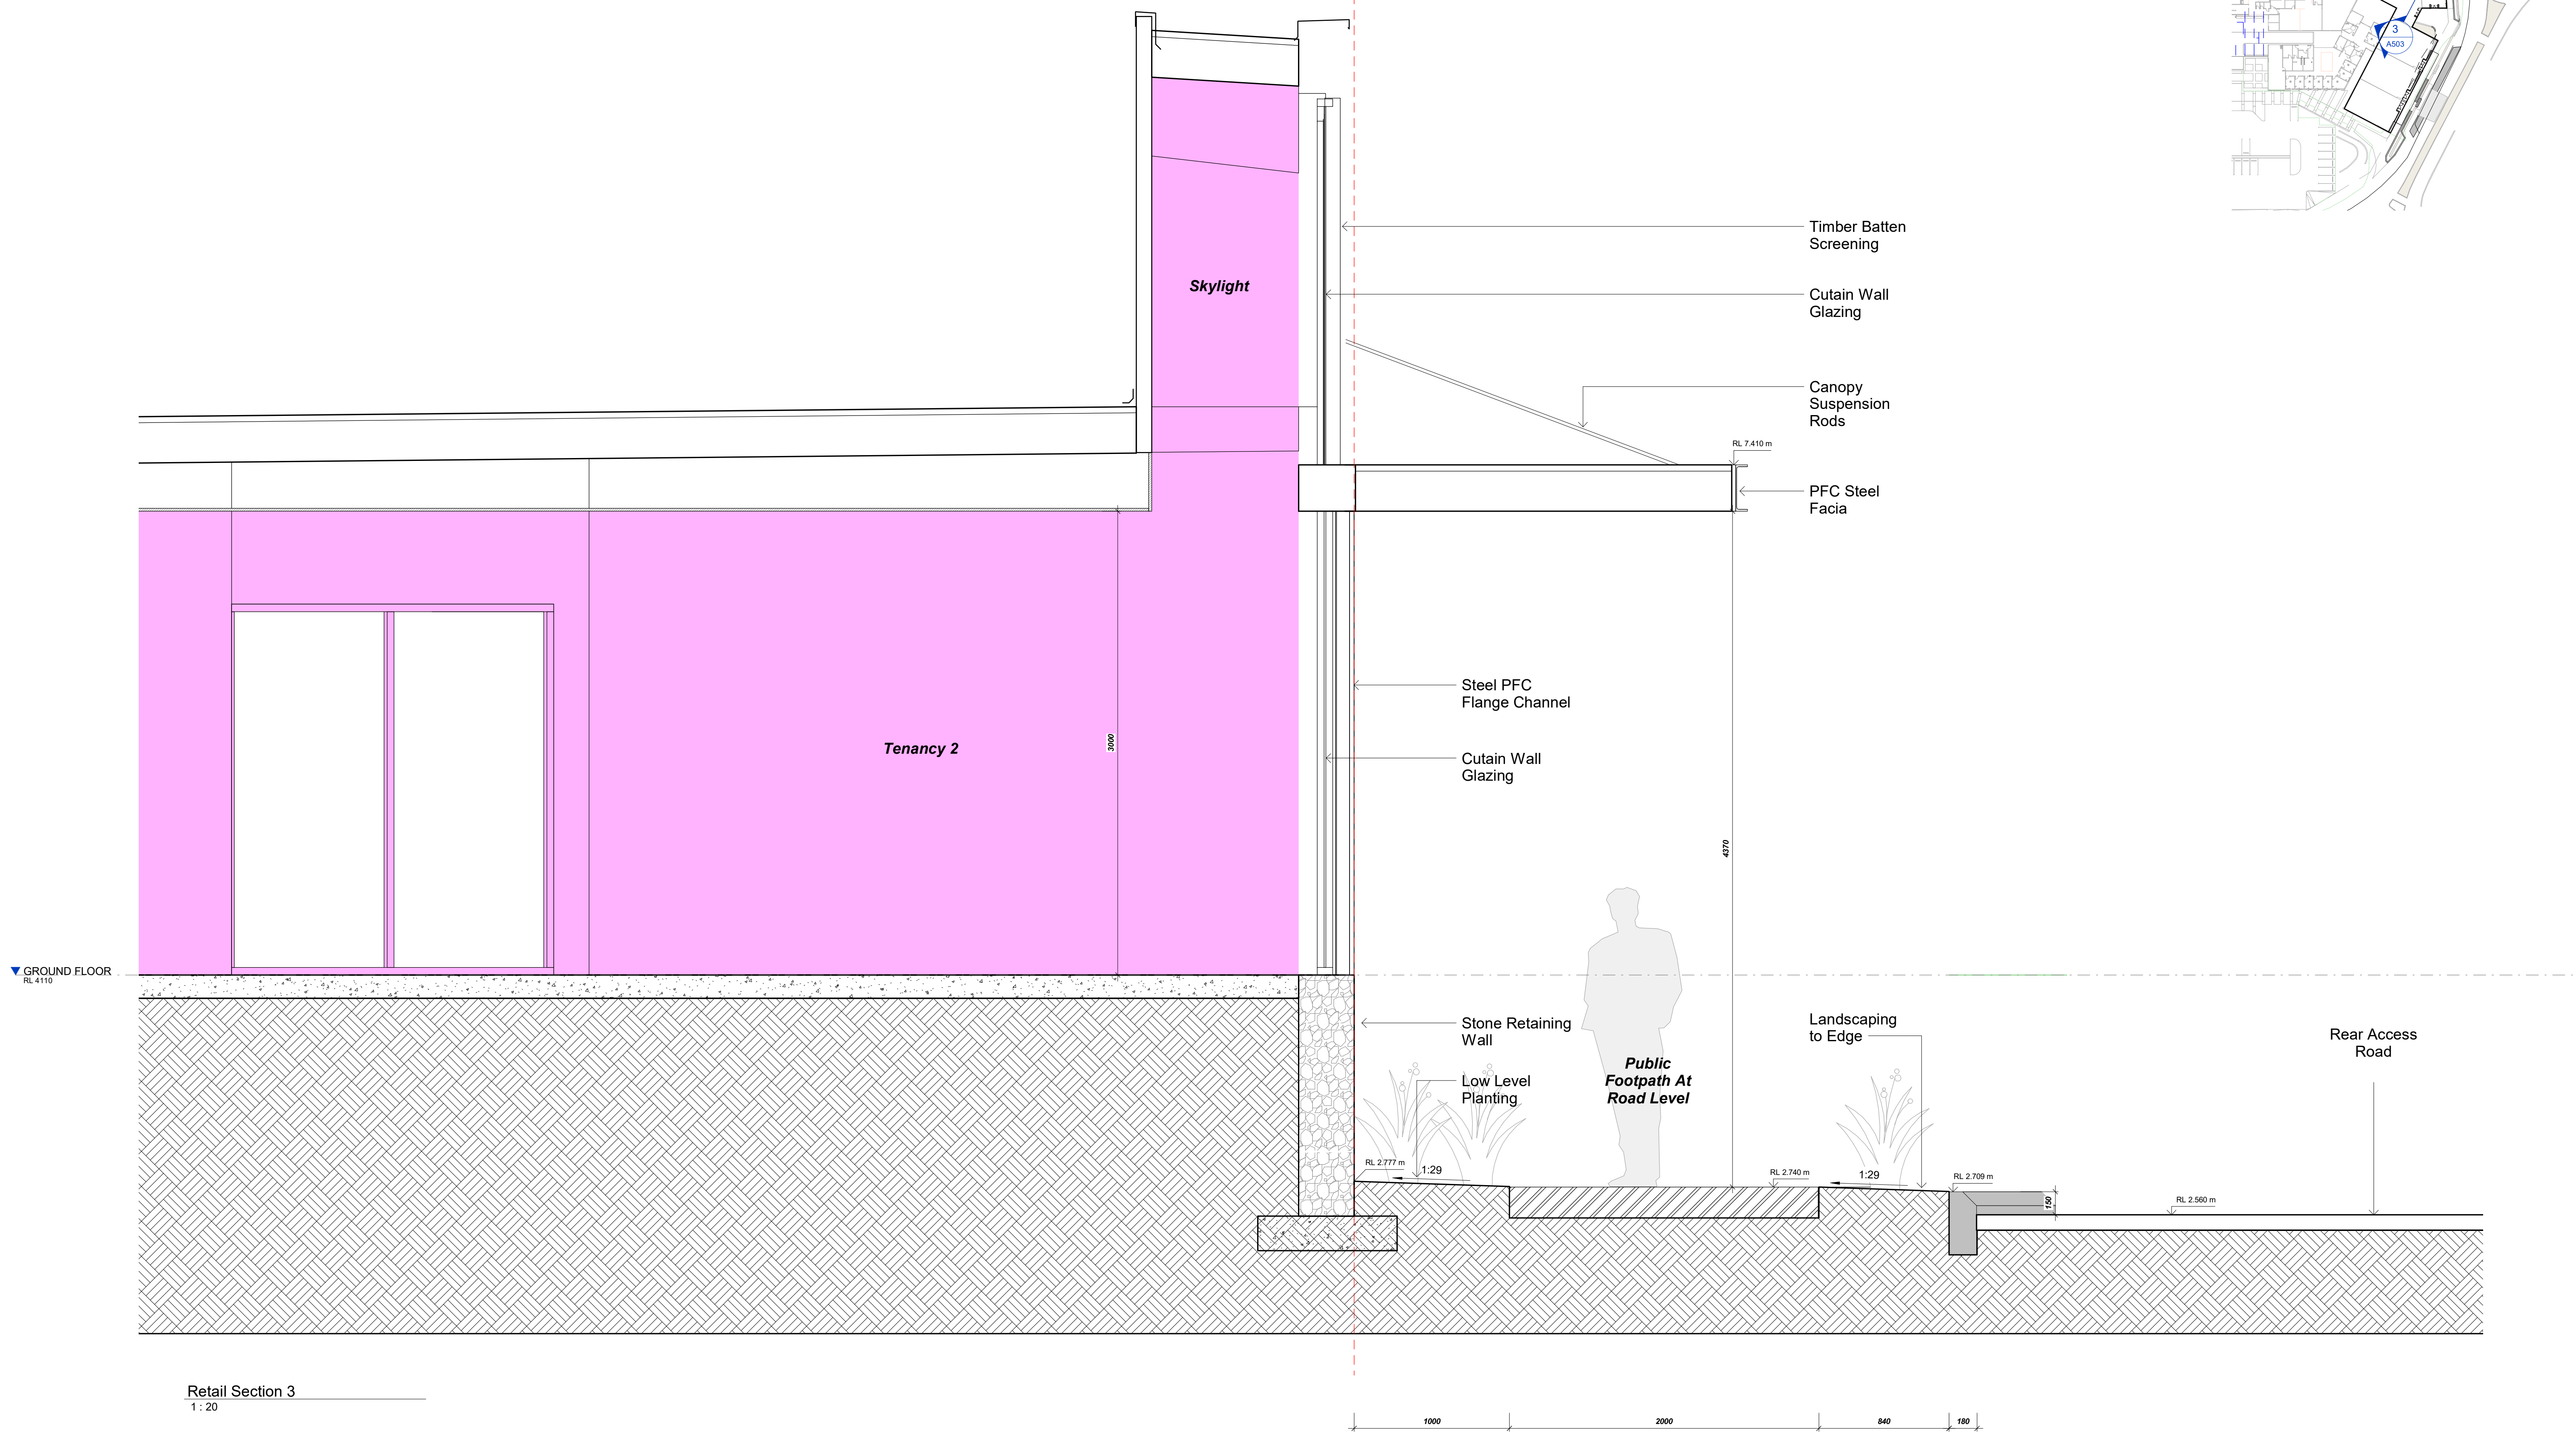 3
A503
Timber Batten
Screening
Skylight
Cutain Wall
Glazing
Canopy
Suspension
Rods
RL 7.410 m
PFC Steel
Facia
Steel PFC
Flange Channel
Tenancy 2
3000
Cutain Wall
Glazing
4370
GROUND FLOOR
RL 4110
Stone Retaining
Wall
Landscaping
to Edge
Rear Access
Road
Public
Footpath At
Road Level
Low Level
Planting
RL 2.777 m
1:29
RL 2.740 m
1:29
RL 2.709 m
150
RL 2.560 m
Retail Section 3
1 : 20
1000
2000
840
180